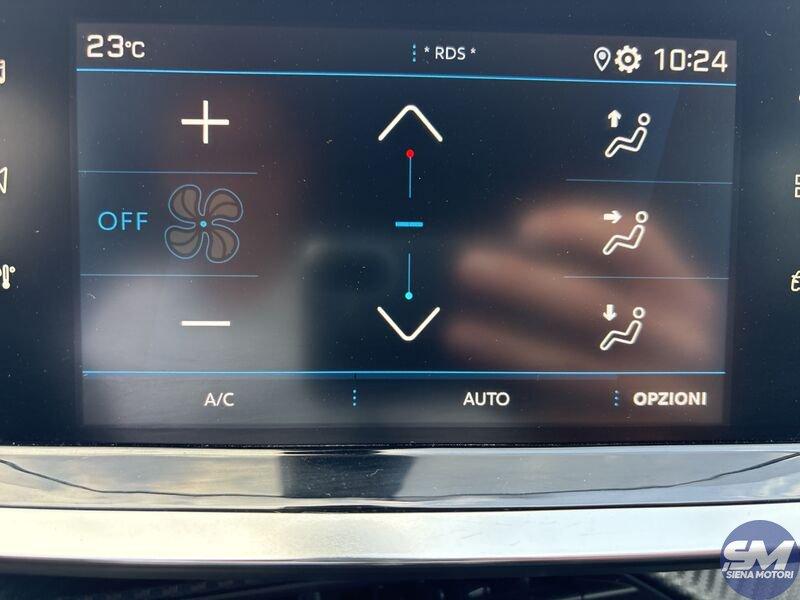 23°C
* RDS *
10:24
OFF
A/C
AUTO
OPZIONI
SM
SIENA MOTORI